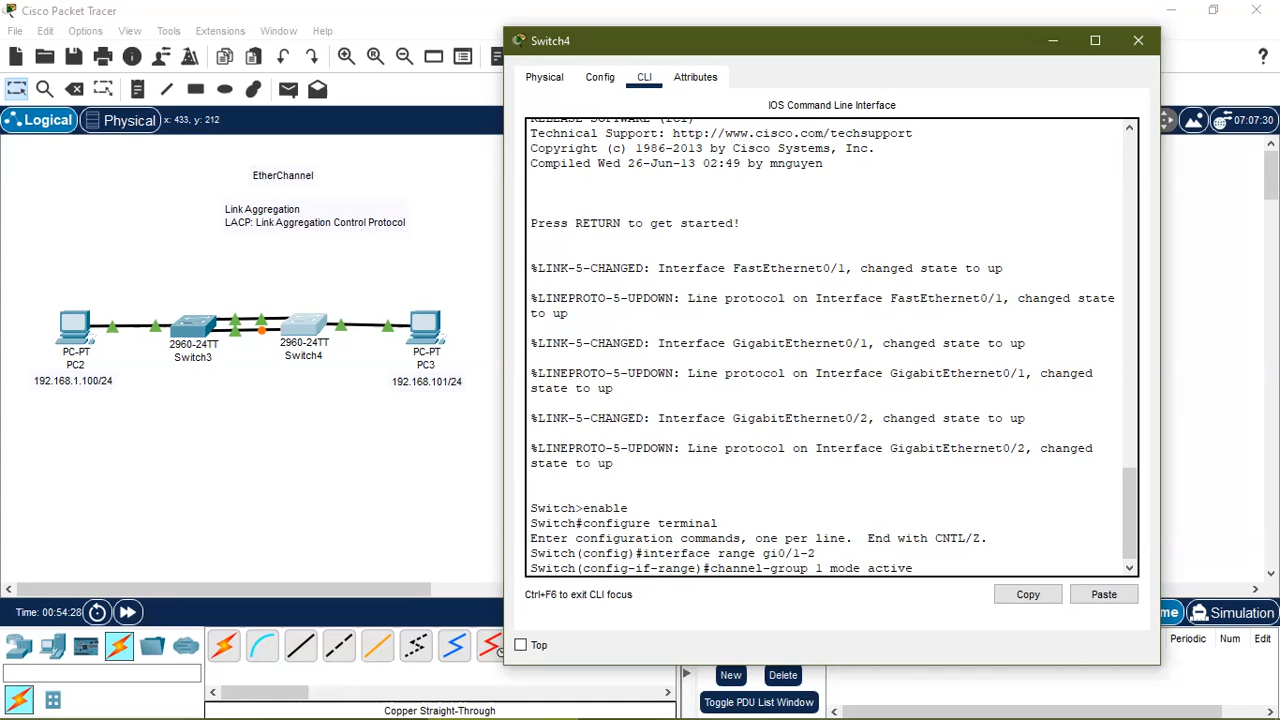 Cisco Packet Tracer
File Edit Options View Tools Extensions Window Help
Logical Physical x: 433, y: 212
07:07:30
EtherChannel
Link Aggregation
LACP: Link Aggregation Control Protocol
PC-PT
PC2
192.168.1.100/24
2960-24TT
Switch3
2960-24TT
Switch4
PC-PT
PC3
192.168.101/24
Switch4
Physical Config CLI Attributes
IOS Command Line Interface
RELEASE SOFTWARE (fc1)
Technical Support: http://www.cisco.com/techsupport
Copyright (c) 1986-2013 by Cisco Systems, Inc.
Compiled Wed 26-Jun-13 02:49 by mnguyen
Press RETURN to get started!
%LINK-5-CHANGED: Interface FastEthernet0/1, changed state to up
%LINEPROTO-5-UPDOWN: Line protocol on Interface FastEthernet0/1, changed state
to up
%LINK-5-CHANGED: Interface GigabitEthernet0/1, changed state to up
%LINEPROTO-5-UPDOWN: Line protocol on Interface GigabitEthernet0/1, changed
state to up
%LINK-5-CHANGED: Interface GigabitEthernet0/2, changed state to up
%LINEPROTO-5-UPDOWN: Line protocol on Interface GigabitEthernet0/2, changed
state to up
Switch>enable
Switch#configure terminal
Enter configuration commands, one per line. End with CNTL/Z.
Switch(config)#interface range gi0/1-2
Switch(config-if-range)#channel-group 1 mode active
Ctrl+F6 to exit CLI focus
Copy Paste
Top
Time: 00:54:28
me Simulation
Periodic Num Edit
New Delete
Toggle PDU List Window
Copper Straight-Through